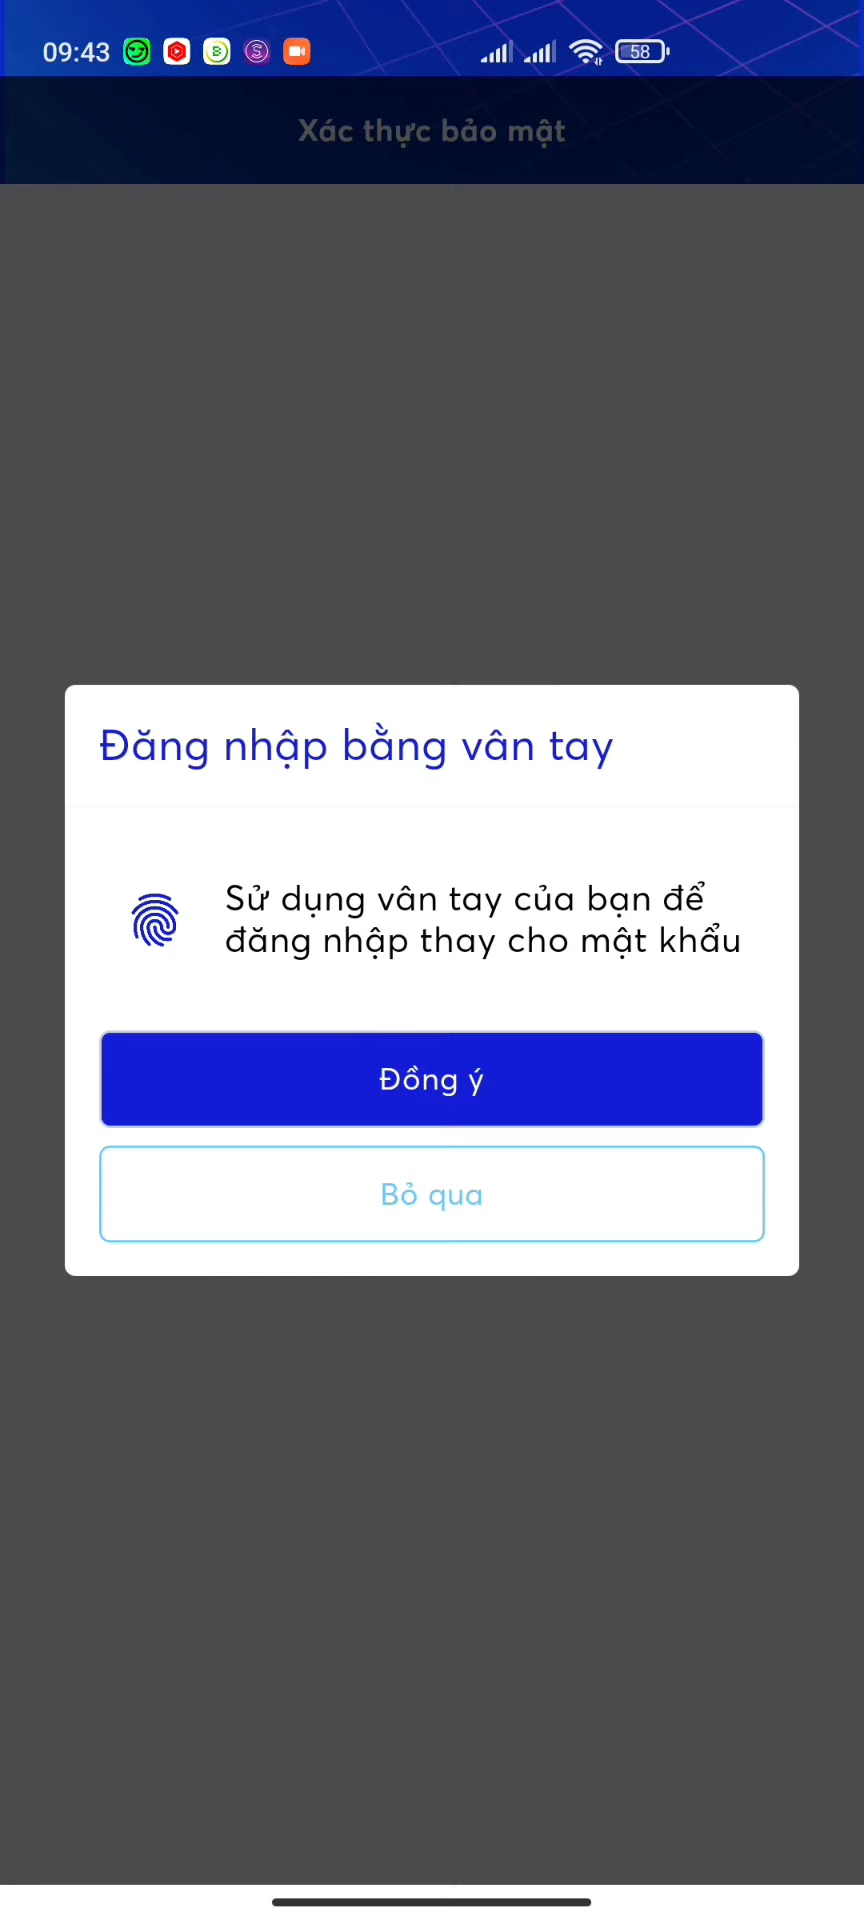 09:43
58
Xác thực bảo mật
Đăng nhập bằng vân tay
Sử dụng vân tay của bạn để
đăng nhập thay cho mật khẩu
Đồng ý
Bỏ qua